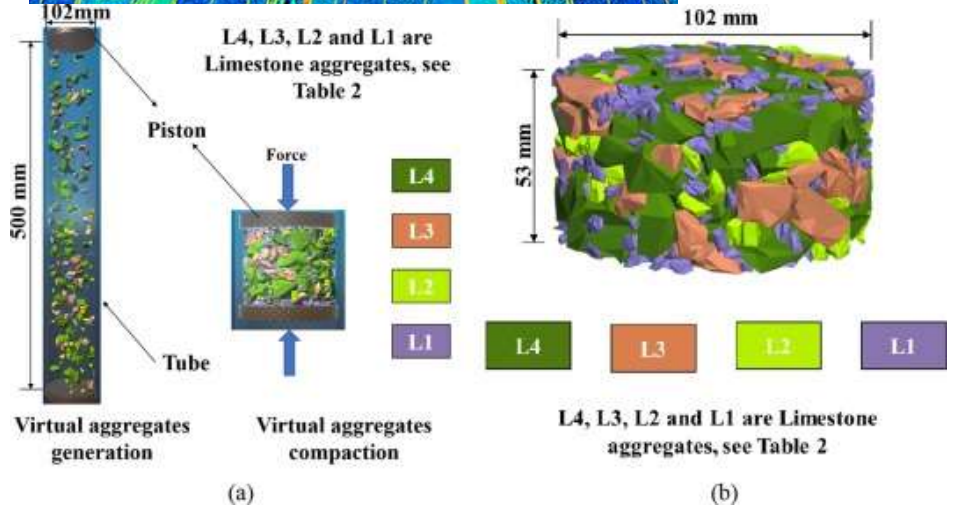 102mm
L4, L3, L2 and L1 are
Limestone aggregates, see
Table 2
Piston
Force
500 mm
Tube
L4
L3
L2
L1
Virtual aggregates
generation
Virtual aggregates
compaction
(a)
102 mm
53 mm
L4
L3
L2
L1
L4, L3, L2 and L1 are Limestone
aggregates, see Table 2
(b)